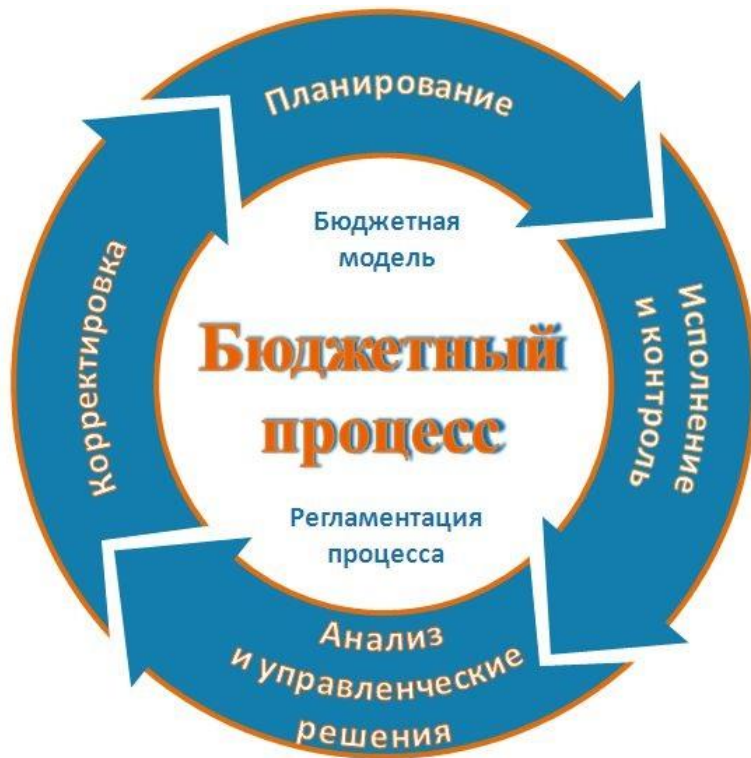 Планирование
Бюджетная
модель
Исполнение
и контроль
Корректировка
Бюджетный
процесс
Регламентация
процесса
Анализ
и управленческие
решения